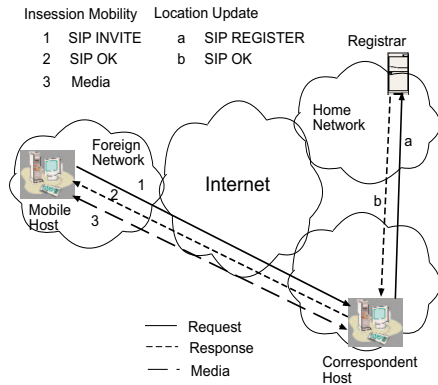 Insession Mobility
1 SIP INVITE
2 SIP OK
3 Media
Location Update
a SIP REGISTER
b SIP OK
Registrar
Home
Network
a
b
Foreign
Network
Internet
1
2
3
Mobile
Host
Request
Response
Media
Correspondent
Host